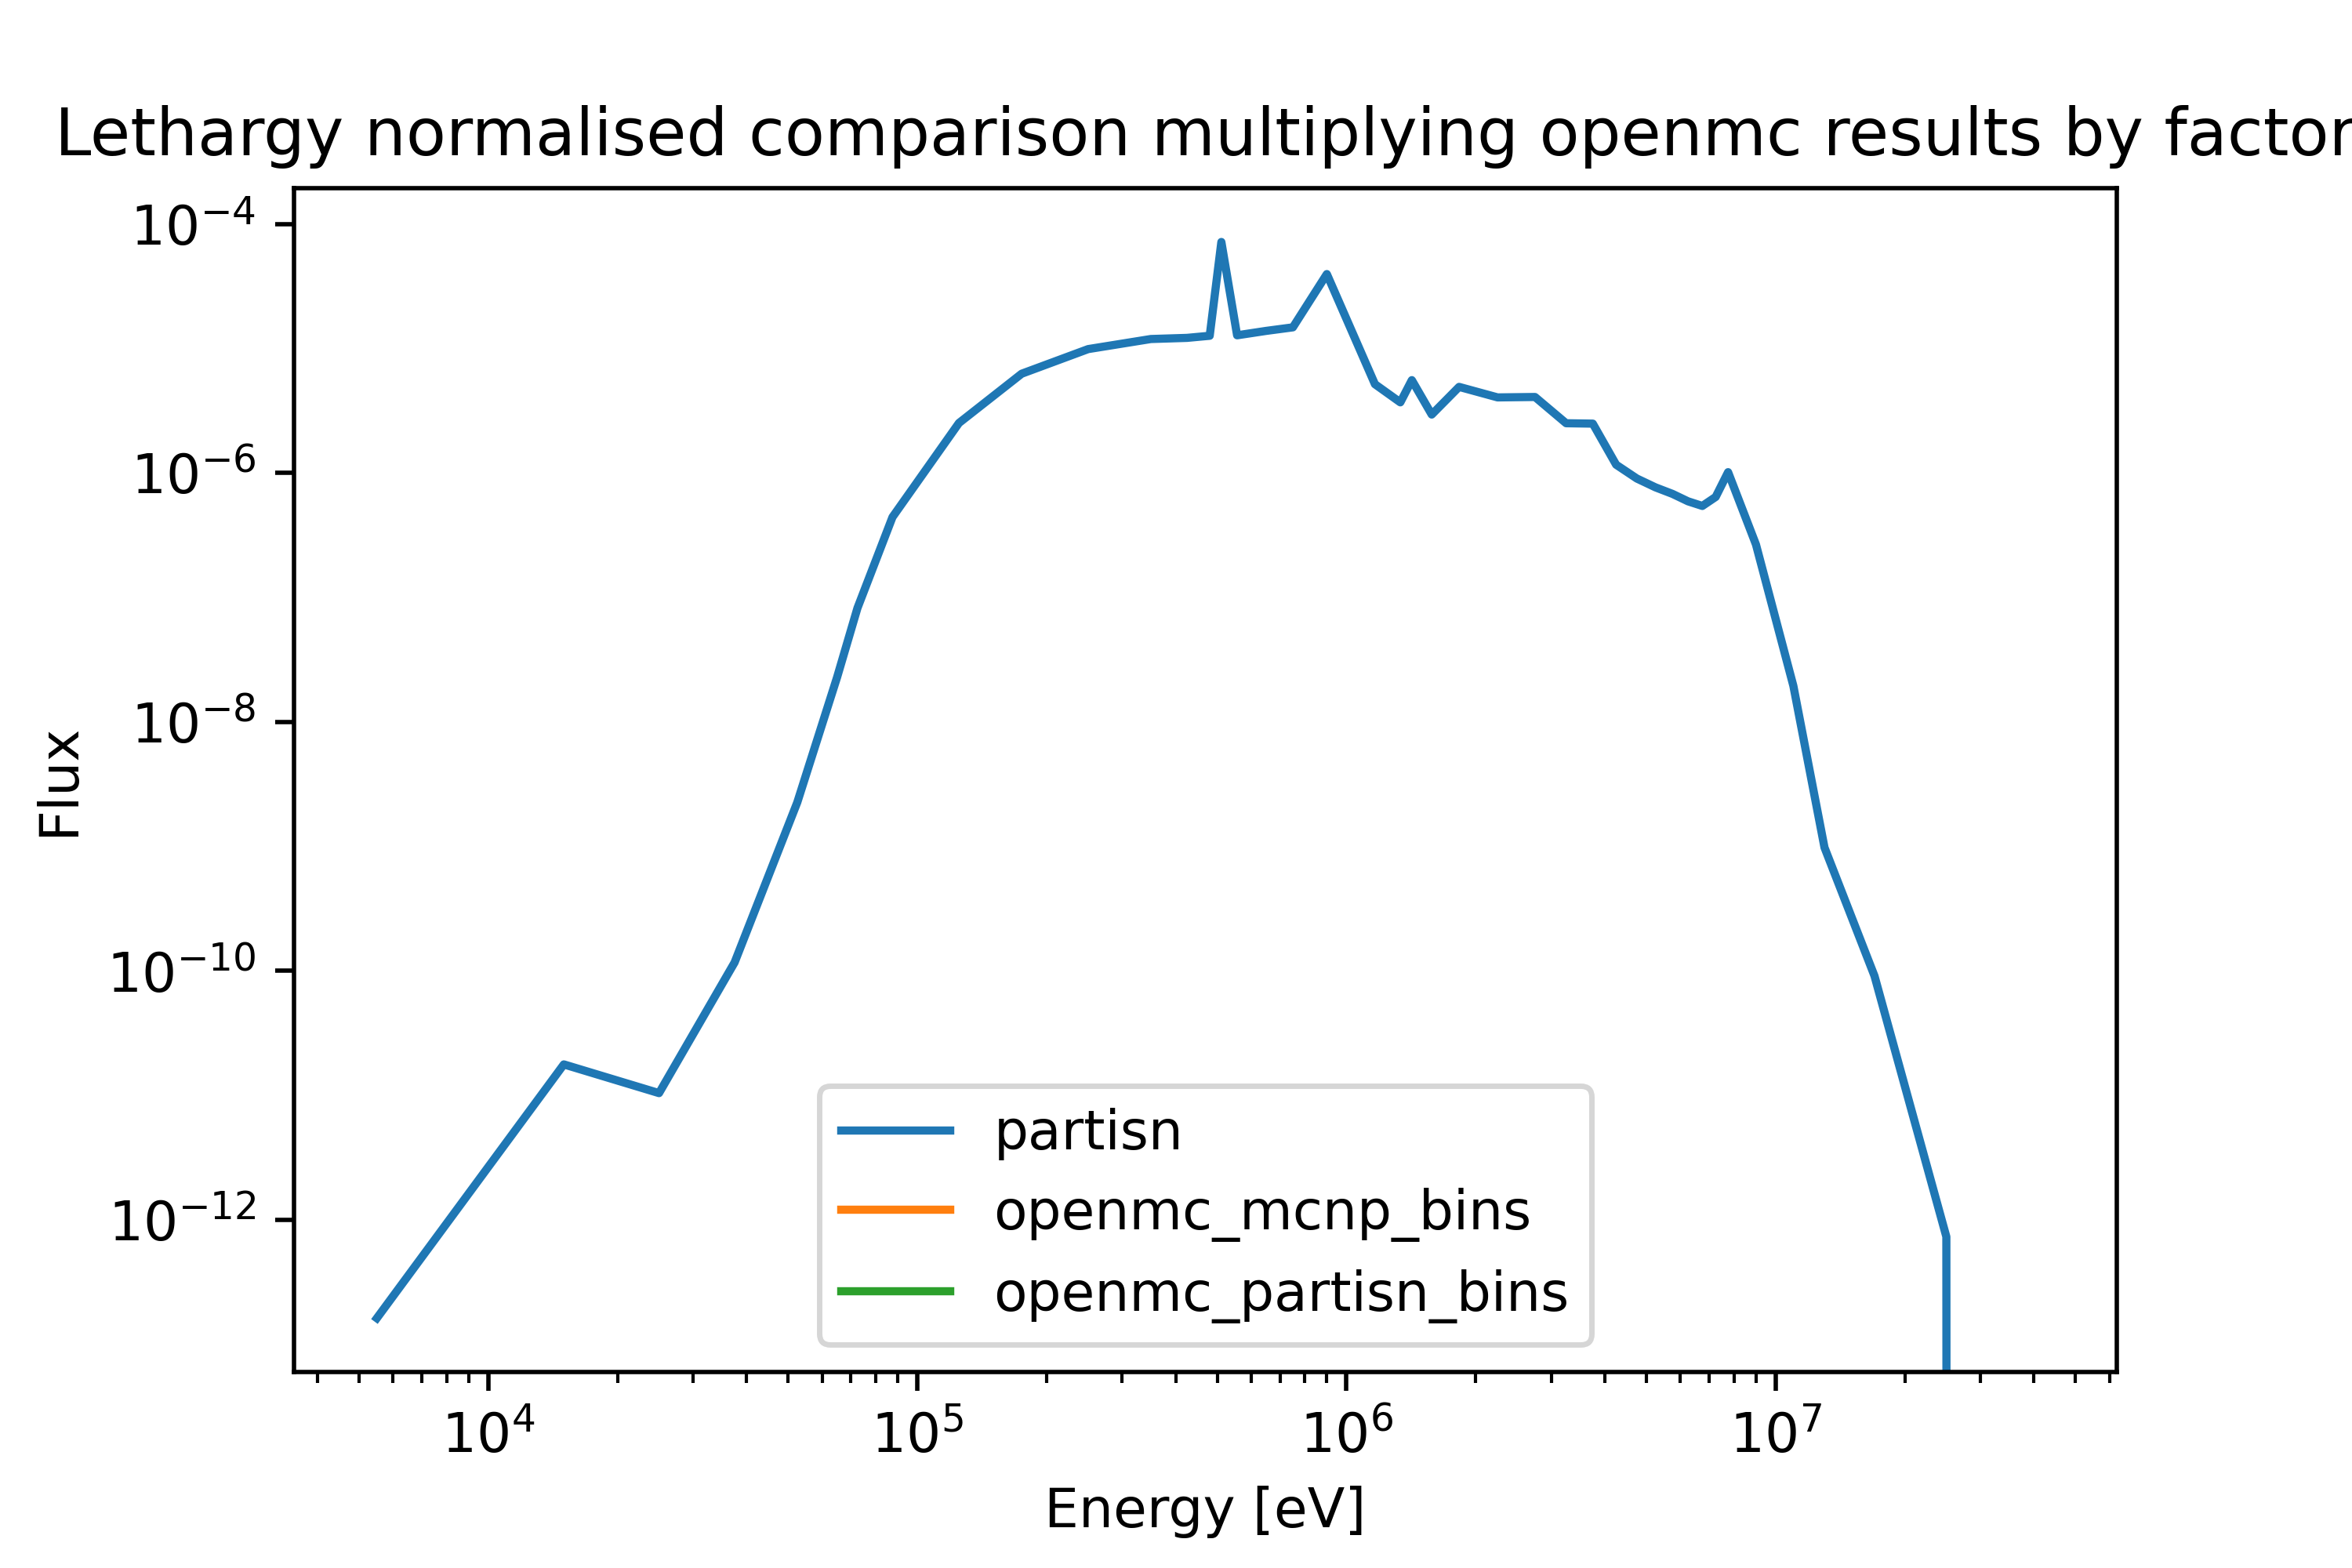 Lethargy normalised comparison multiplying openmc results by factor
10⁻⁴
10⁻⁶
10⁻⁸
10⁻¹⁰
10⁻¹²
Flux
partisn
openmc_mcnp_bins
openmc_partisn_bins
10⁴ 10⁵ 10⁶ 10⁷
Energy [eV]